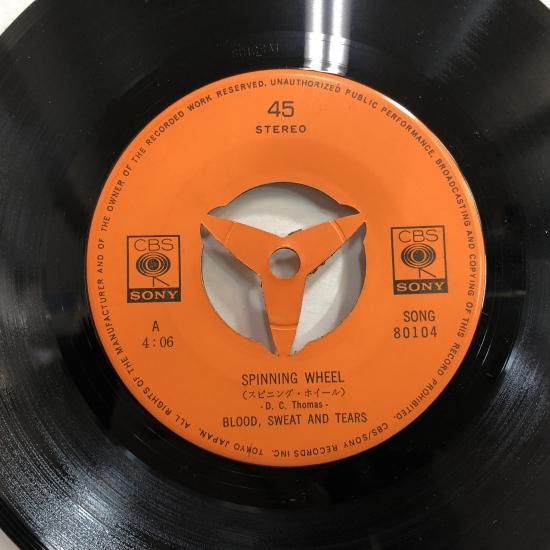 ALL RIGHTS OF THE MANUFACTURER AND OF THE OWNER OF THE RECORDED WORK RESERVED. UNAUTHORIZED PUBLIC PERFORMANCE, BROADCASTING AND COPYING OF THIS RECORD PROHIBITED. CBS/SONY RECORDS INC. TOKYO JAPAN.
45
STEREO
CBS
SONY
CBS
SONY
A
4:06
SONG
80104
SPINNING WHEEL
(スピニング・ホイール)
- D. C. Thomas -
BLOOD, SWEAT AND TEARS